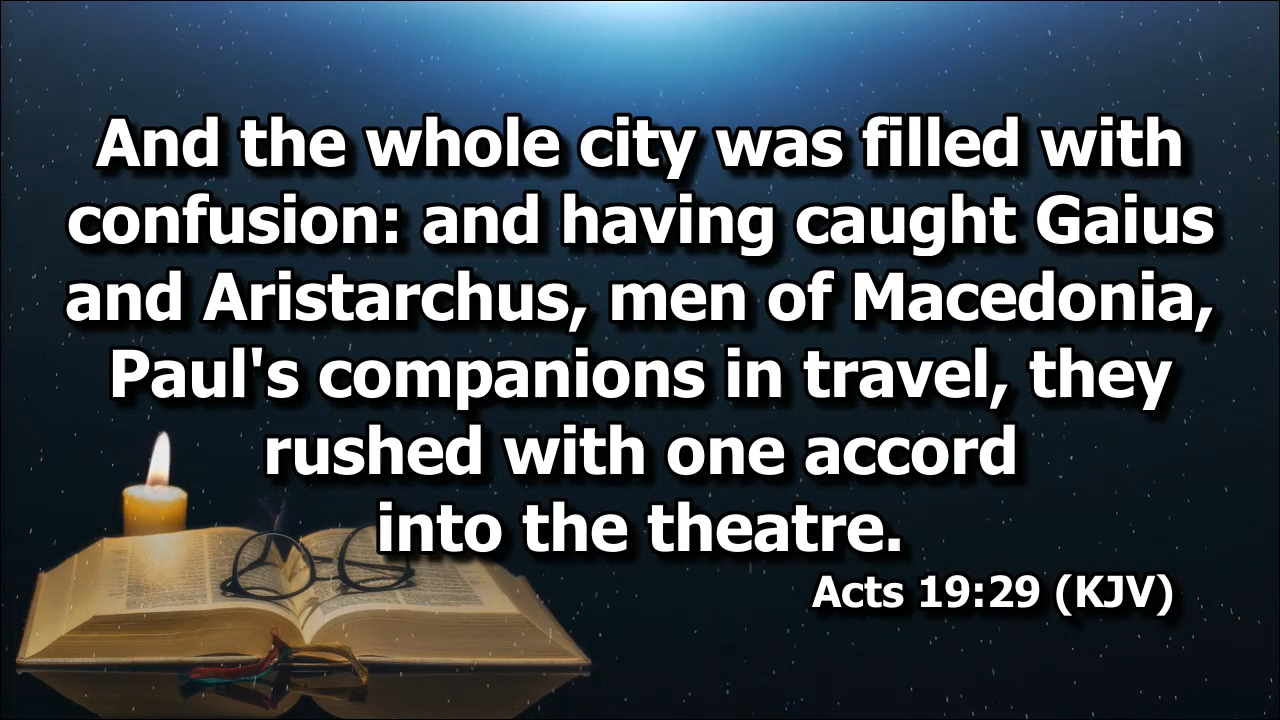 And the whole city was filled with
confusion: and having caught Gaius
and Aristarchus, men of Macedonia,
Paul's companions in travel, they
rushed with one accord
into the theatre.
Acts 19:29 (KJV)